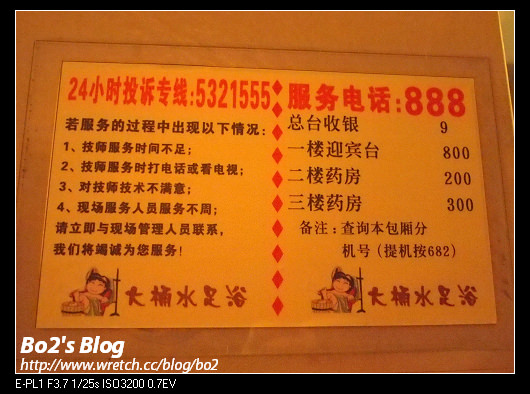 24小时投诉专线:5321555
若服务的过程中出现以下情况:
1、技师服务时间不足;
2、技师服务时打电话或看电视;
3、对技师技术不满意;
4、现场服务人员服务不周;
请立即与现场管理人员联系,
我们将竭诚为您服务!
大桶水足浴
服务电话:888
总台收银 9
一楼迎宾台 800
二楼药房 200
三楼药房 300
备注:查询本包厢分
机号(提机按682)
大桶水足浴
Bo2's Blog
http://www.wretch.cc/blog/bo2
E-PL1 F3.7 1/25s ISO3200 0.7EV